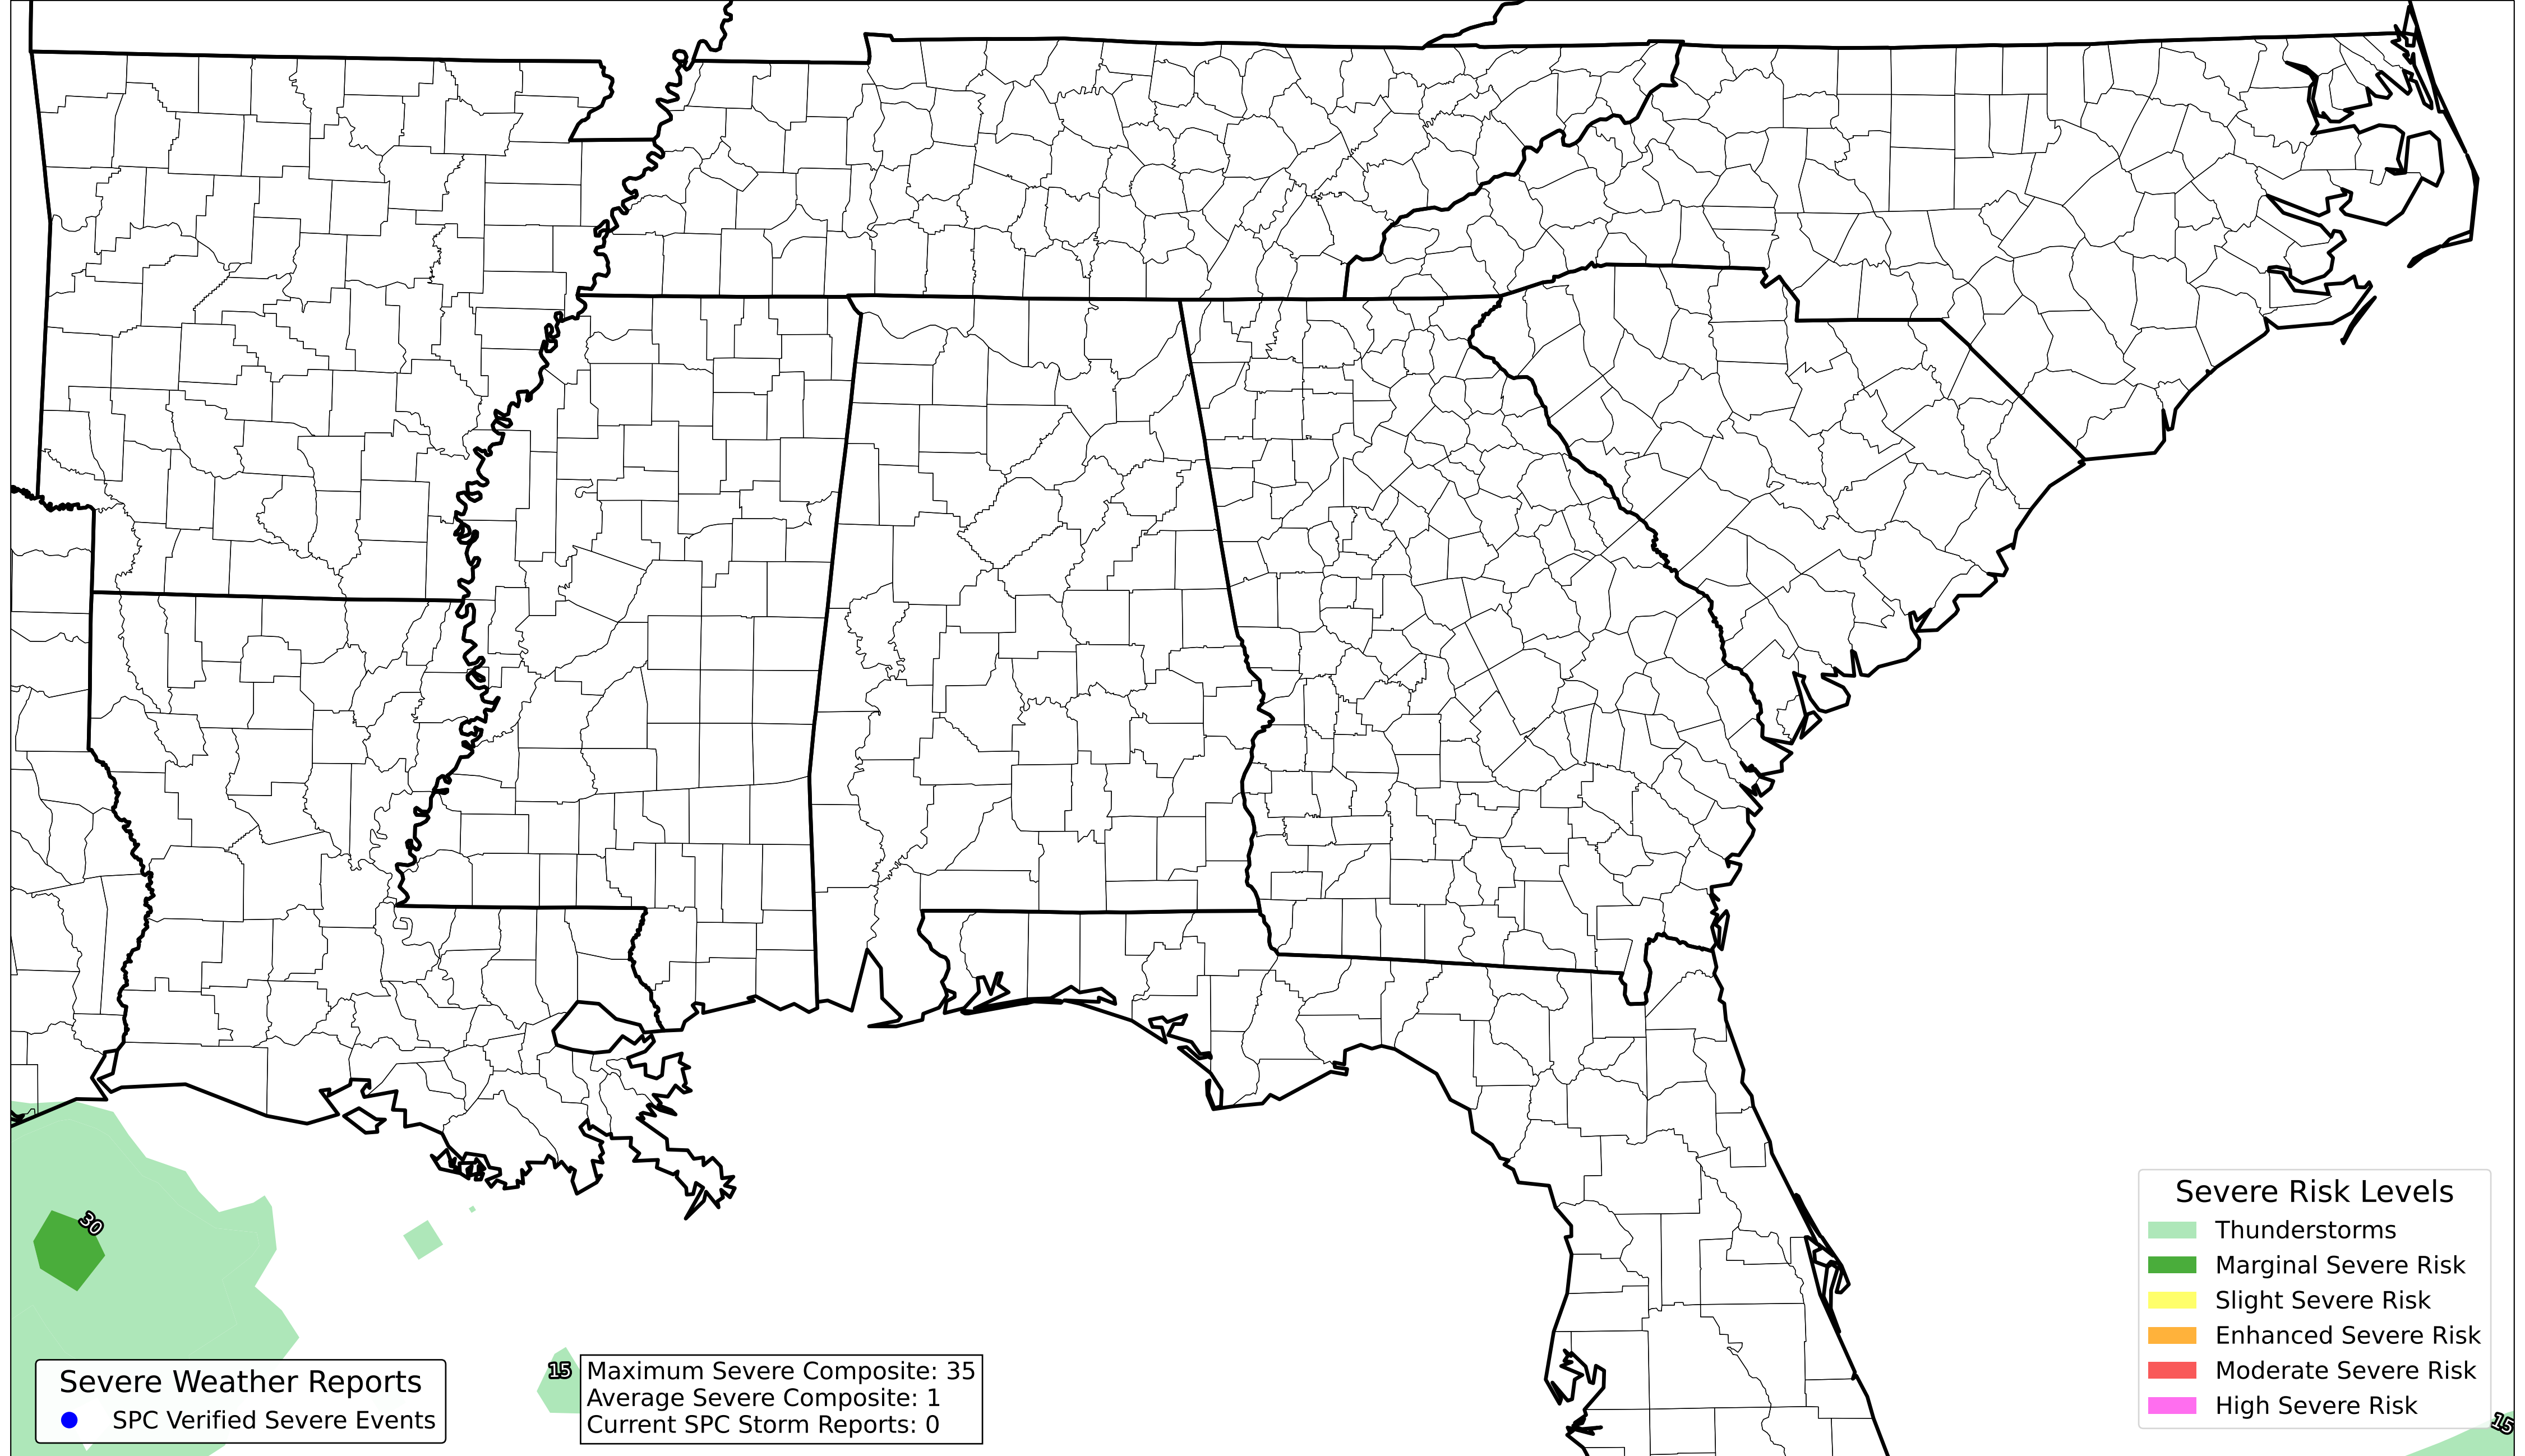 30
Severe Risk Levels
Thunderstorms
Marginal Severe Risk
Slight Severe Risk
Enhanced Severe Risk
Moderate Severe Risk
High Severe Risk
Severe Weather Reports
SPC Verified Severe Events
15
Maximum Severe Composite: 35
Average Severe Composite: 1
Current SPC Storm Reports: 0
15